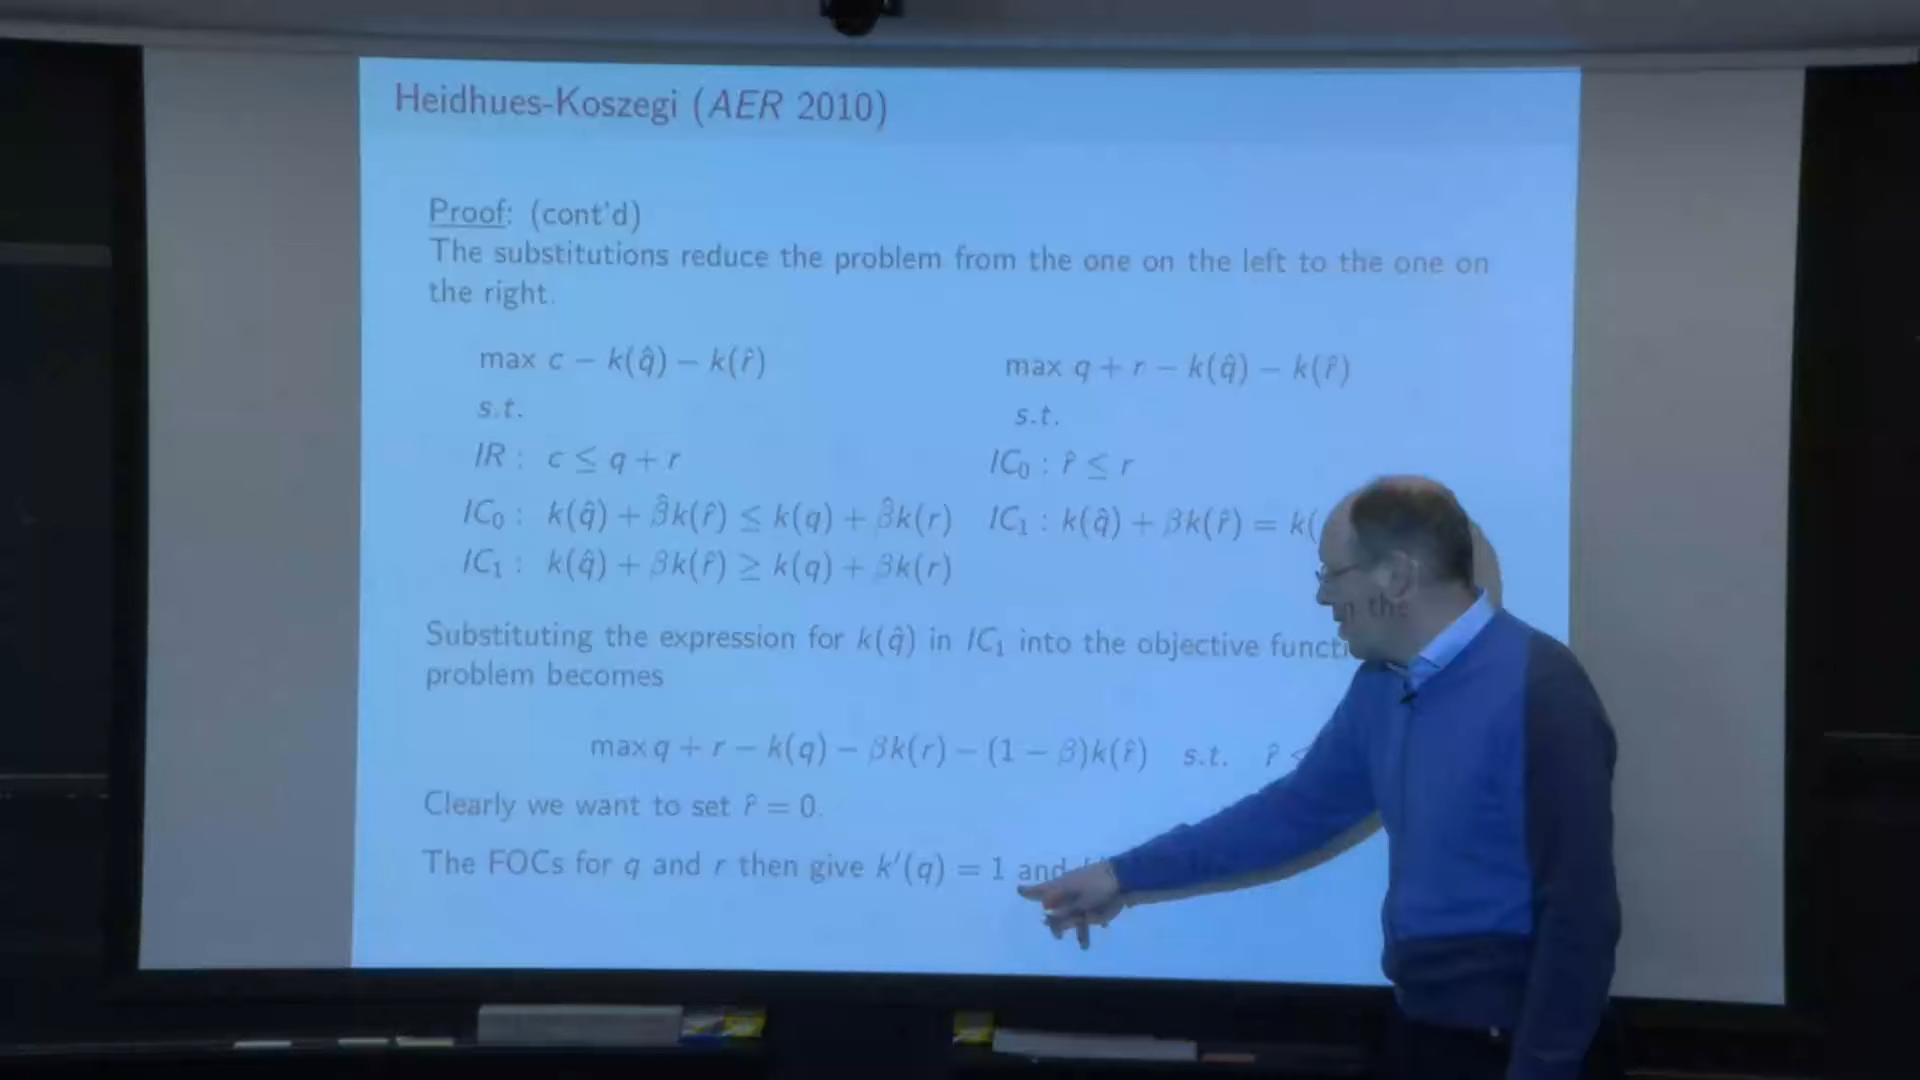 Heidhues-Koszegi (AER 2010)
Proof: (cont'd)
The substitutions reduce the problem from the one on the left to the one on
the right.
max c − k(q̂) − k(r̂)
s.t.
IR : c ≤ q + r
IC₀ : k(q̂) + β̂k(r̂) ≤ k(q) + β̂k(r)
IC₁ : k(q̂) + βk(r̂) ≥ k(q) + βk(r)
max q + r − k(q̂) − k(r̂)
s.t.
IC₀ : r̂ ≤ r
IC₁ : k(q̂) + βk(r̂) = k(
Substituting the expression for k(q̂) in IC₁ into the objective functi n the
problem becomes
max q + r − k(q) − βk(r) − (1 − β)k(r̂) s.t. r̂
Clearly we want to set r̂ = 0.
The FOCs for q and r then give k′(q) = 1 and